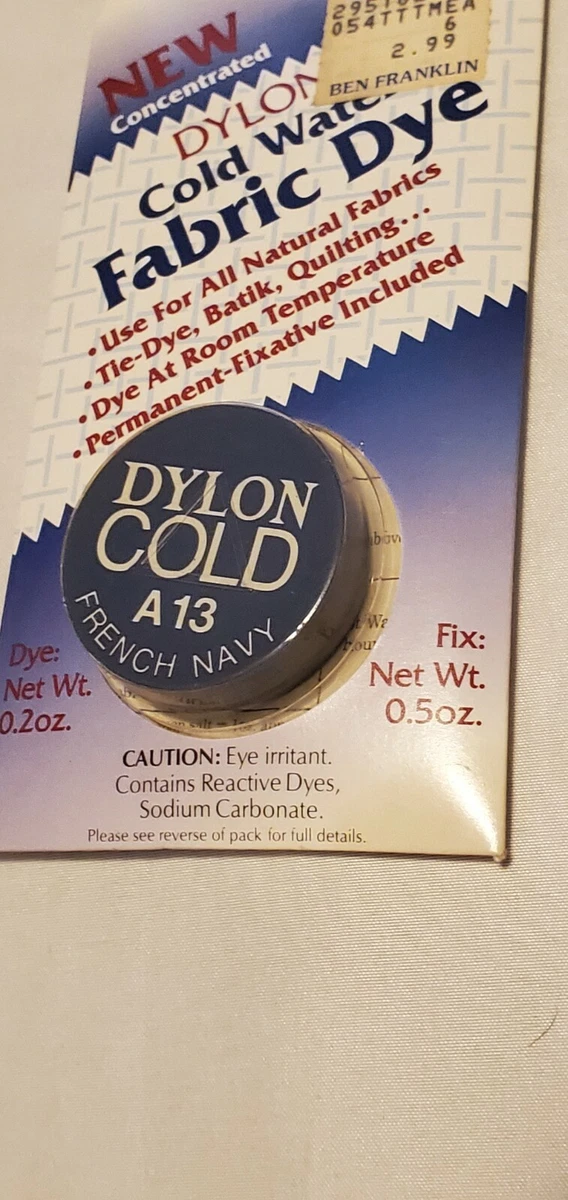 054TTTMEA
6
2.99
BEN FRANKLIN
NEW
Concentrated
DYLON
Cold Water
Fabric Dye
• Use For All Natural Fabrics
• Tie-Dye, Batik, Quilting...
• Dye At Room Temperature
• Permanent-Fixative Included
DYLON
COLD
A 13
FRENCH NAVY
Dye:
Net Wt.
0.2oz.
Fix:
Net Wt.
0.5oz.
CAUTION: Eye irritant.
Contains Reactive Dyes,
Sodium Carbonate.
Please see reverse of pack for full details.